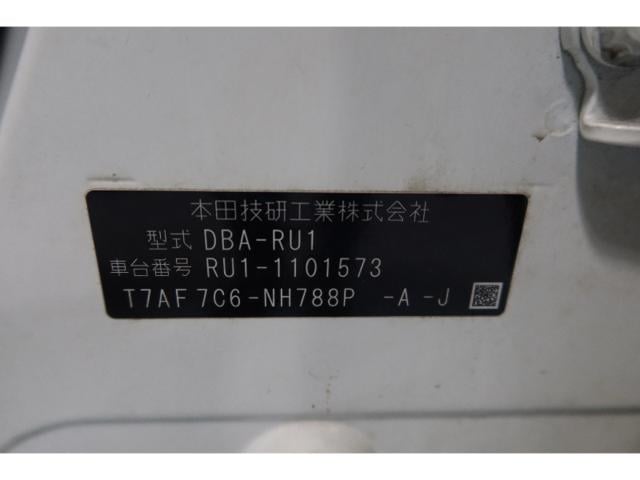 本田技研工業株式会社
型式 DBA-RU1
車台番号 RU1-1101573
T7AF7C6-NH788P -A -J